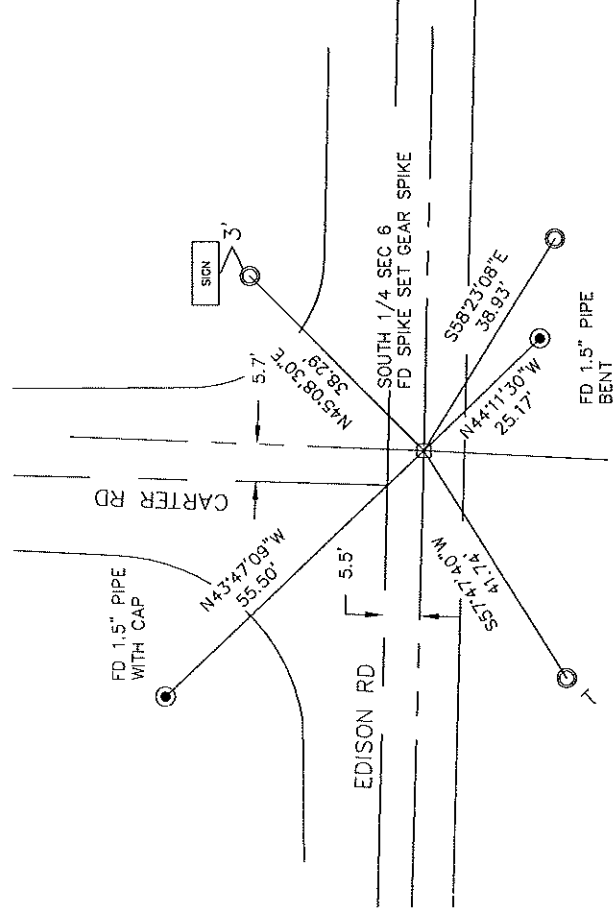 SIGN
3'
N45°08'30"E
38.29'
5.7'
CARTER RD
FD 1.5" PIPE
WITH CAP
N43°47'09"W
55.50'
SOUTH 1/4 SEC 6
FD SPIKE SET GEAR SPIKE
5.5'
EDISON RD
S58°23'08"E
38.93'
N44°11'30"W
25.17'
FD 1.5" PIPE
BENT
S57°47'40"W
41.74'
T